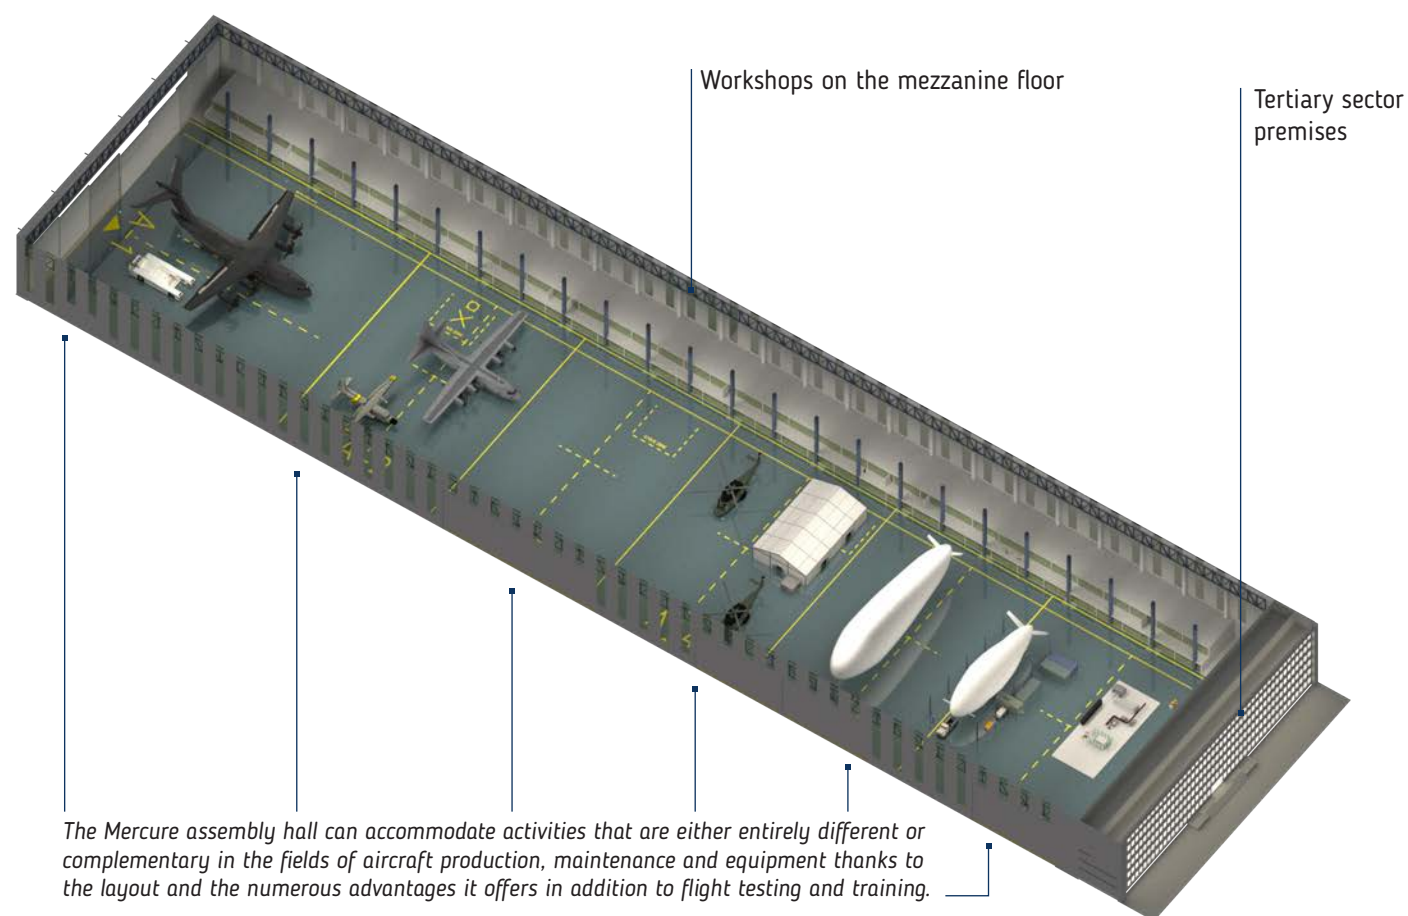 Workshops on the mezzanine floor
Tertiary sector
premises
The Mercure assembly hall can accommodate activities that are either entirely different or
complementary in the fields of aircraft production, maintenance and equipment thanks to
the layout and the numerous advantages it offers in addition to flight testing and training.